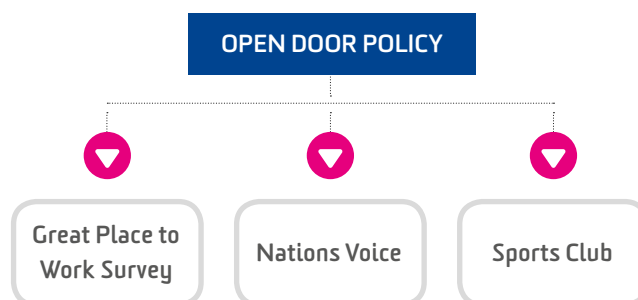 OPEN DOOR POLICY
Great Place to
Work Survey
Nations Voice
Sports Club